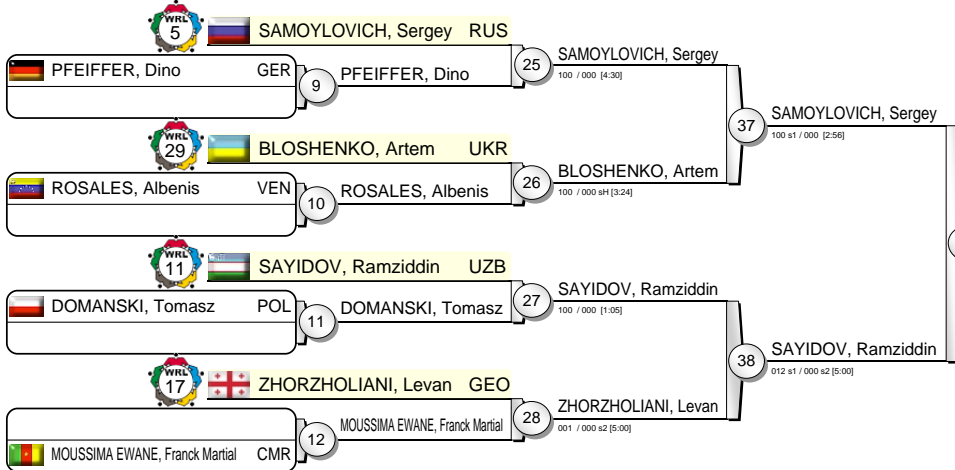 WRL
5
SAMOYLOVICH, Sergey RUS
PFEIFFER, Dino GER
9
PFEIFFER, Dino
25
SAMOYLOVICH, Sergey
100 / 000 [4:30]
WRL
29
BLOSHENKO, Artem UKR
ROSALES, Albenis VEN
10
ROSALES, Albenis
26
BLOSHENKO, Artem
100 / 000 sH [3:24]
37
SAMOYLOVICH, Sergey
100 s1 / 000 [2:56]
WRL
11
SAYIDOV, Ramziddin UZB
DOMANSKI, Tomasz POL
11
DOMANSKI, Tomasz
27
SAYIDOV, Ramziddin
100 / 000 [1:05]
WRL
17
ZHORZHOLIANI, Levan GEO
MOUSSIMA EWANE, Franck Martial CMR
12
MOUSSIMA EWANE, Franck Martial
28
ZHORZHOLIANI, Levan
001 / 000 s2 [5:00]
38
SAYIDOV, Ramziddin
012 s1 / 000 s2 [5:00]